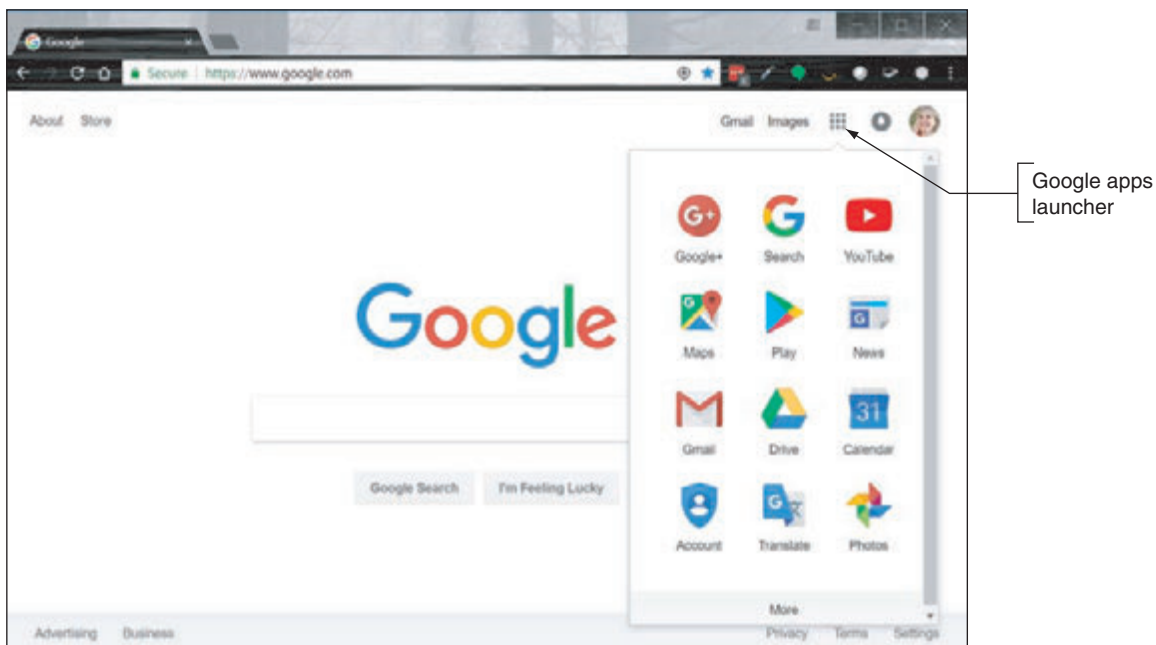 Google
Secure https://www.google.com
About Store
Gmail Images
Google apps
launcher
G+
Google+ Search YouTube
G
Maps Play News
31
Gmail Drive Calendar
G
Account Translate Photos
Google
Google Search I'm Feeling Lucky
More
Advertising Business
Privacy Terms Settings